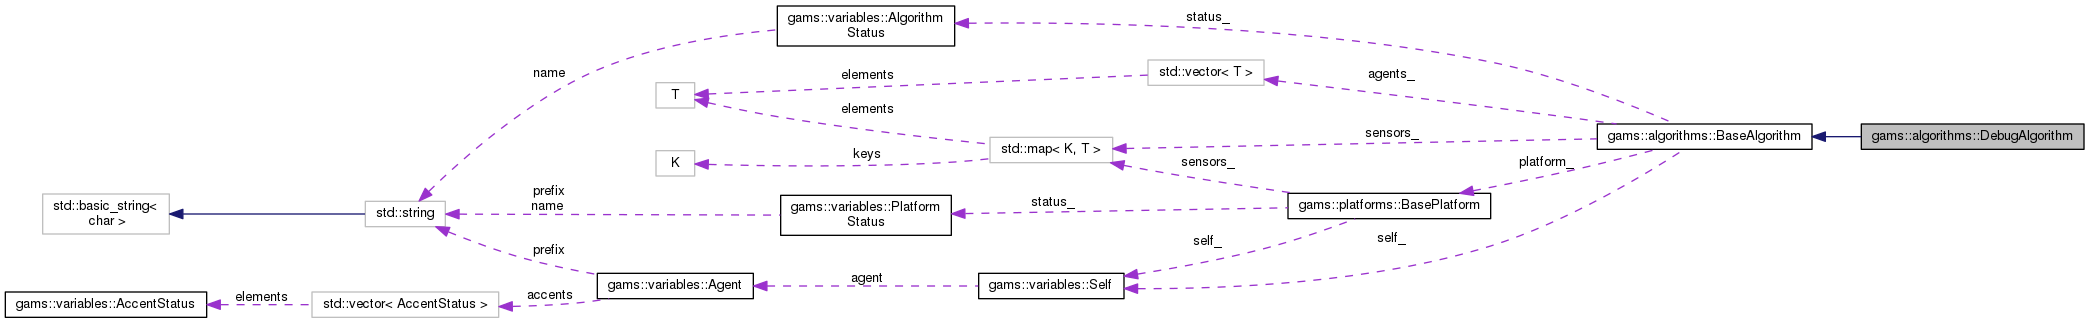 gams::variables::Algorithm
Status
status_
name
std::vector< T >
elements
agents_
T
elements
gams::algorithms::BaseAlgorithm
gams::algorithms::DebugAlgorithm
sensors_
std::map< K, T >
keys
K
sensors_
platform_
prefix
name
std::basic_string<
char >
std::string
gams::variables::Platform
Status
status_
gams::platforms::BasePlatform
self_
self_
prefix
agent
gams::variables::Agent
gams::variables::Self
accents
elements
gams::variables::AccentStatus
std::vector< AccentStatus >